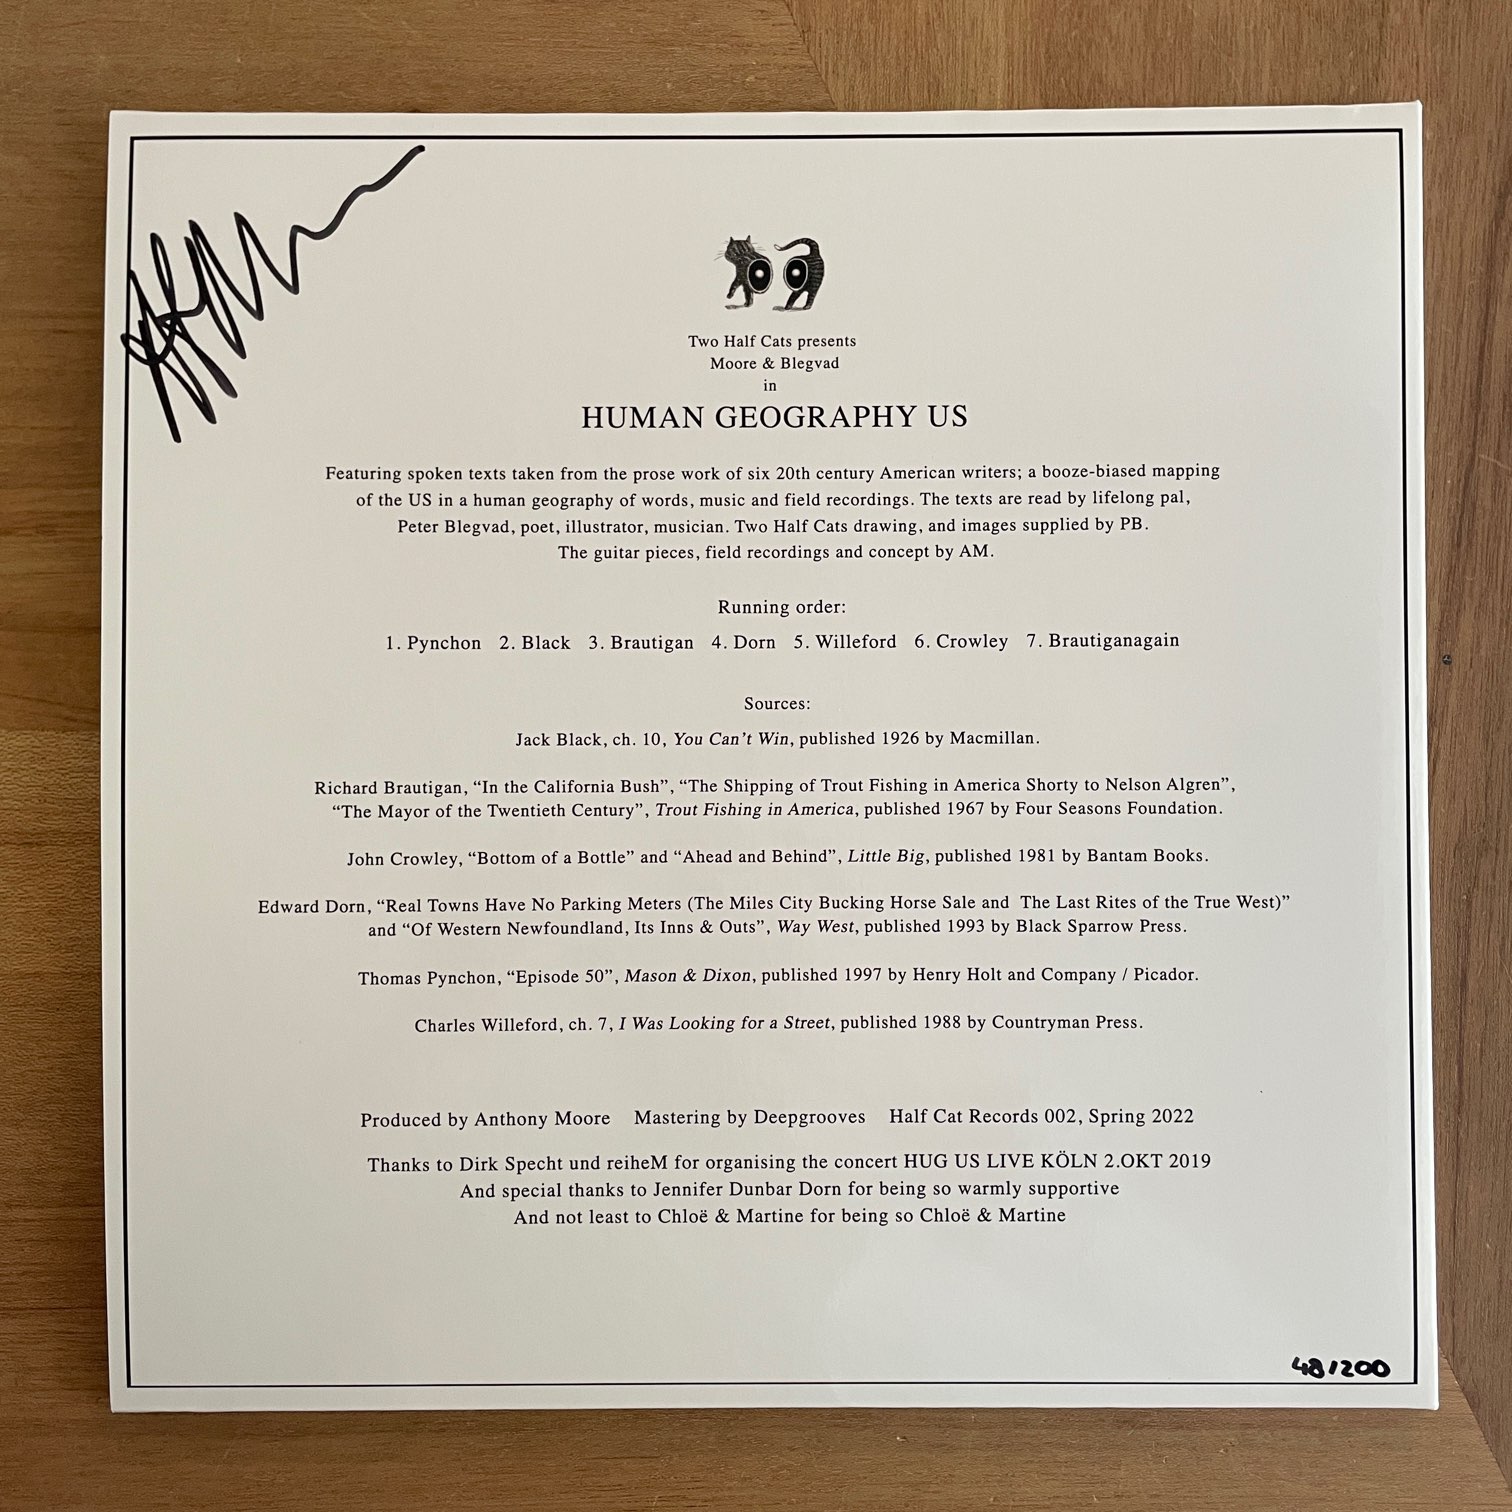 Two Half Cats presents
Moore & Blegvad
in
HUMAN GEOGRAPHY US
Featuring spoken texts taken from the prose work of six 20th century American writers; a booze-biased mapping
of the US in a human geography of words, music and field recordings. The texts are read by lifelong pal,
Peter Blegvad, poet, illustrator, musician. Two Half Cats drawing, and images supplied by PB.
The guitar pieces, field recordings and concept by AM.
Running order:
1. Pynchon 2. Black 3. Brautigan 4. Dorn 5. Willeford 6. Crowley 7. Brautiganagain
Sources:
Jack Black, ch. 10, You Can’t Win, published 1926 by Macmillan.
Richard Brautigan, “In the California Bush”, “The Shipping of Trout Fishing in America Shorty to Nelson Algren”,
“The Mayor of the Twentieth Century”, Trout Fishing in America, published 1967 by Four Seasons Foundation.
John Crowley, “Bottom of a Bottle” and “Ahead and Behind”, Little Big, published 1981 by Bantam Books.
Edward Dorn, “Real Towns Have No Parking Meters (The Miles City Bucking Horse Sale and The Last Rites of the True West)”
and “Of Western Newfoundland, Its Inns & Outs”, Way West, published 1993 by Black Sparrow Press.
Thomas Pynchon, “Episode 50”, Mason & Dixon, published 1997 by Henry Holt and Company / Picador.
Charles Willeford, ch. 7, I Was Looking for a Street, published 1988 by Countryman Press.
Produced by Anthony Moore Mastering by Deepgrooves Half Cat Records 002, Spring 2022
Thanks to Dirk Specht und reiheM for organising the concert HUG US LIVE KÖLN 2.OKT 2019
And special thanks to Jennifer Dunbar Dorn for being so warmly supportive
And not least to Chloë & Martine for being so Chloë & Martine
48/200